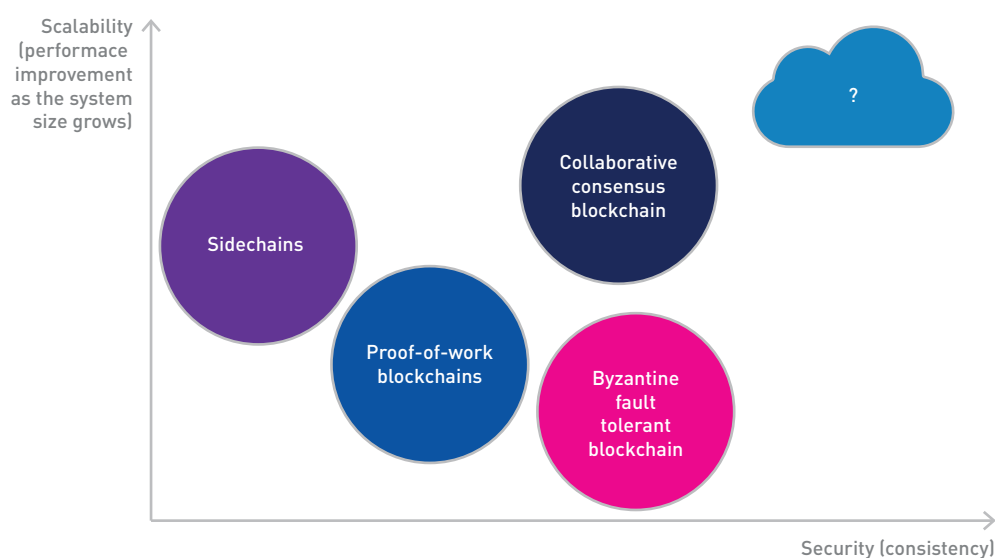 Scalability
(performace
improvement
as the system
size grows)
?
Collaborative
consensus
blockchain
Sidechains
Proof-of-work
blockchains
Byzantine
fault
tolerant
blockchain
Security (consistency)